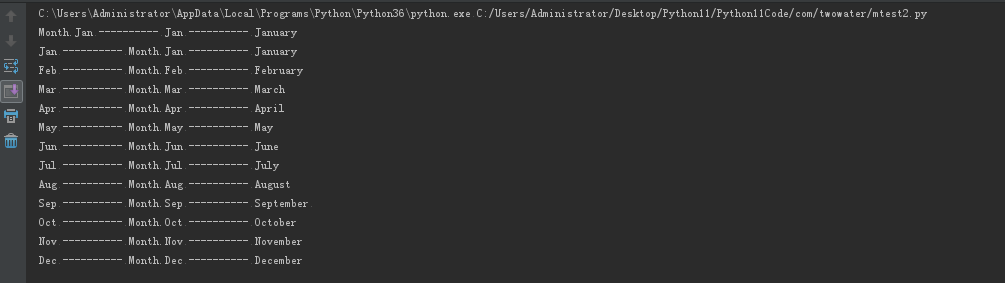 C:\Users\Administrator\AppData\Local\Programs\Python\Python36\python.exe C:/Users/Administrator/Desktop/Python11/Python11Code/com/twowater/mtest2.py
Month.Jan ---------- Jan ---------- January
Jan ---------- Month.Jan ---------- January
Feb ---------- Month.Feb ---------- February
Mar ---------- Month.Mar ---------- March
Apr ---------- Month.Apr ---------- April
May ---------- Month.May ---------- May
Jun ---------- Month.Jun ---------- June
Jul ---------- Month.Jul ---------- July
Aug ---------- Month.Aug ---------- August
Sep ---------- Month.Sep ---------- September
Oct ---------- Month.Oct ---------- October
Nov ---------- Month.Nov ---------- November
Dec ---------- Month.Dec ---------- December